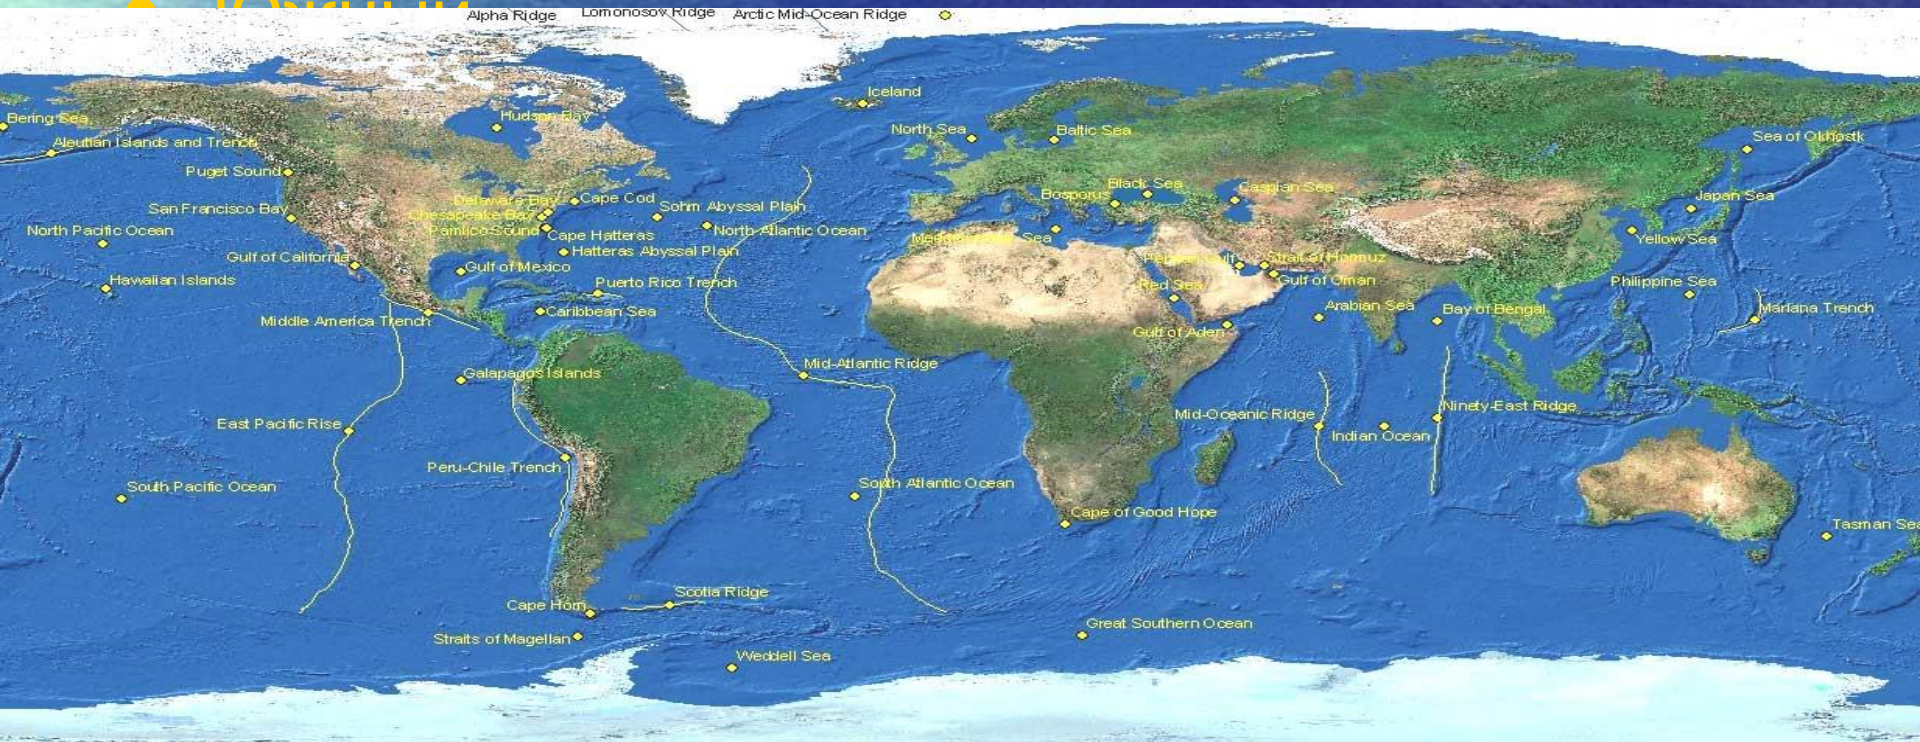 Alpha Ridge
Lomonosov Ridge
Arctic Mid-Ocean Ridge
Iceland
Bering Sea
Hudson Bay
North Sea
Baltic Sea
Sea of Okhostk
Aleutian Islands and Trench
Puget Sound
Black Sea
Caspian Sea
Bosporus
Japan Sea
Delaware Bay
Cape Cod
Sohm Abyssal Plain
San Francisco Bay
Chesapeake Bay
North Pacific Ocean
Pamlico Sound
Cape Hatteras
North Atlantic Ocean
Sea
Yellow Sea
Hatteras Abyssal Plain
Gulf of California
Gulf of Mexico
Persian Gulf
Strait of Hormuz
Hawaiian Islands
Puerto Rico Trench
Red Sea
Gulf of Oman
Philippine Sea
Middle America Trench
Caribbean Sea
Arabian Sea
Bay of Bengal
Mariana Trench
Gulf of Aden
Mid-Atlantic Ridge
Galapagos Islands
East Pacific Rise
Mid-Oceanic Ridge
Ninety-East Ridge
Indian Ocean
Peru-Chile Trench
South Pacific Ocean
South Atlantic Ocean
Cape of Good Hope
Tasman Sea
Scotia Ridge
Cape Horn
Great Southern Ocean
Straits of Magellan
Weddell Sea